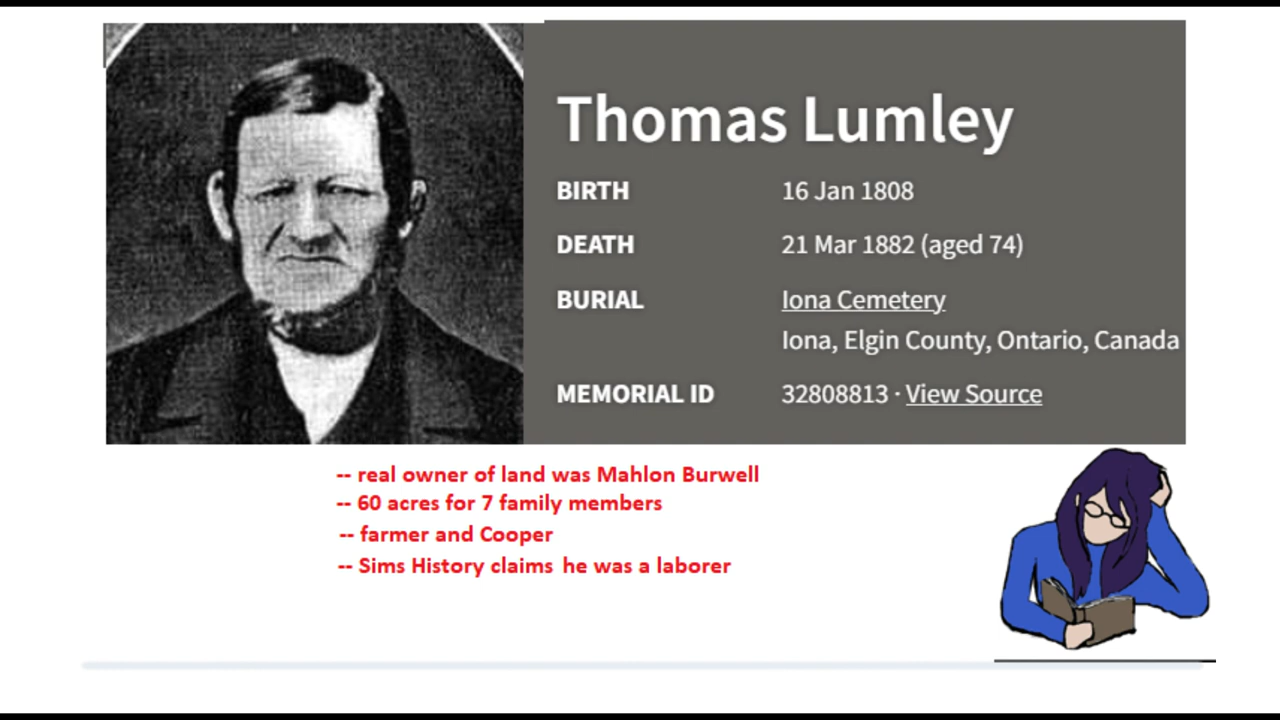 Thomas Lumley
BIRTH 16 Jan 1808
DEATH 21 Mar 1882 (aged 74)
BURIAL Iona Cemetery
Iona, Elgin County, Ontario, Canada
MEMORIAL ID 32808813 · View Source
-- real owner of land was Mahlon Burwell
-- 60 acres for 7 family members
-- farmer and Cooper
-- Sims History claims he was a laborer